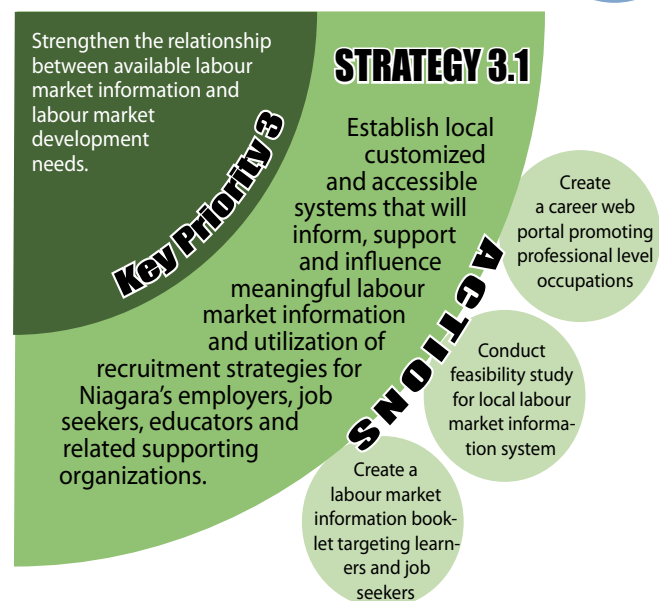 Strengthen the relationship
between available labour
market information and
labour market
development
needs.
Key Priority 3
STRATEGY 3.1
Establish local
customized
and accessible
systems that will
inform, support
and influence
meaningful labour
market information
and utilization of
recruitment strategies for
Niagara's employers, job
seekers, educators and
related supporting
organizations.
ACTIONS
Create
a career web
portal promoting
professional level
occupations
Conduct
feasibility study
for local labour
market informa-
tion system
Create a
labour market
information book-
let targeting learn-
ers and job
seekers